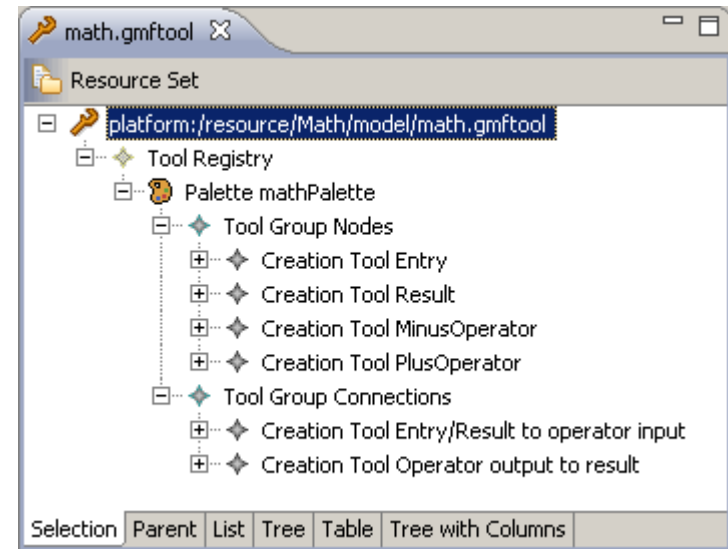 math.gmftool
Resource Set
platform:/resource/Math/model/math.gmftool
Tool Registry
Palette mathPalette
Tool Group Nodes
Creation Tool Entry
Creation Tool Result
Creation Tool MinusOperator
Creation Tool PlusOperator
Tool Group Connections
Creation Tool Entry/Result to operator input
Creation Tool Operator output to result
Selection Parent List Tree Table Tree with Columns